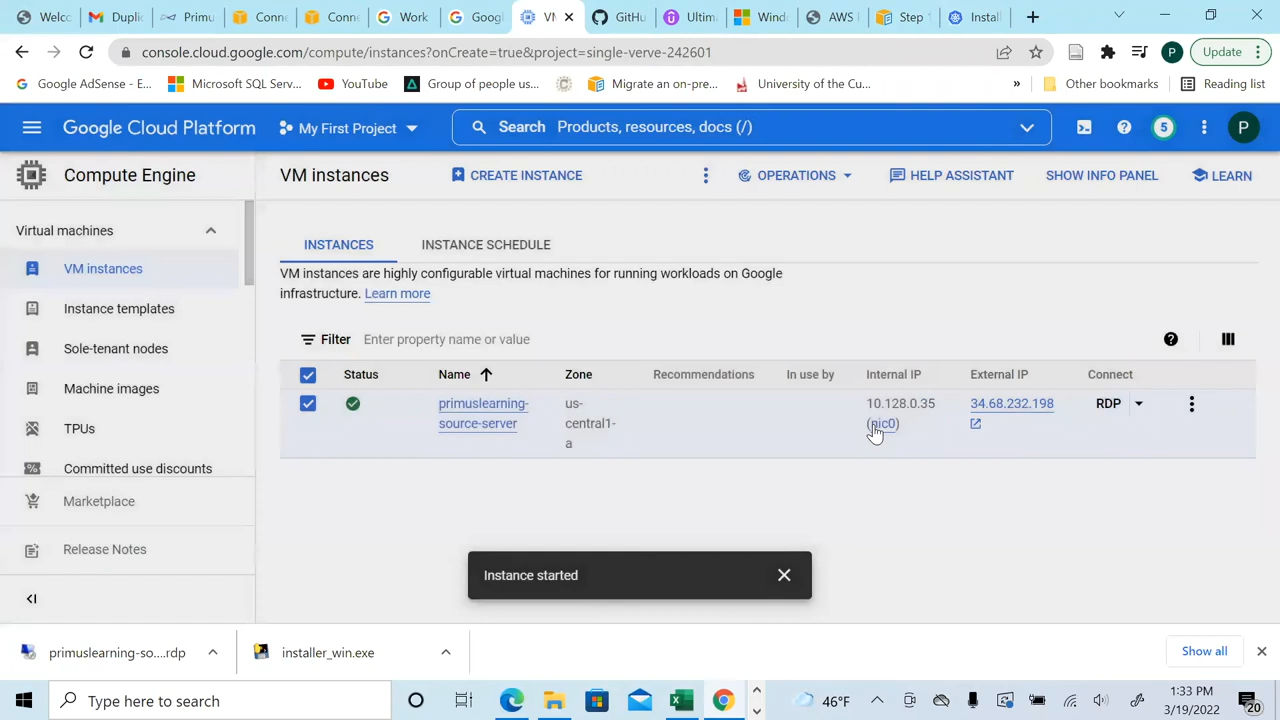 Welco
Duplic
Primu
Conne
Conne
Work
Googl
VM
GitHu
Ultima
Wind
AWS
Step
Install
console.cloud.google.com/compute/instances?onCreate=true&project=single-verve-242601
P
Update
Google AdSense - E...
Microsoft SQL Serv...
YouTube
Group of people us...
Migrate an on-pre...
University of the Cu...
»
Other bookmarks
Reading list
Google Cloud Platform
My First Project
Search Products, resources, docs (/)
5
P
Compute Engine
VM instances
CREATE INSTANCE
OPERATIONS
HELP ASSISTANT
SHOW INFO PANEL
LEARN
Virtual machines
VM instances
Instance templates
Sole-tenant nodes
Machine images
TPUs
Committed use discounts
Marketplace
Release Notes
INSTANCES
INSTANCE SCHEDULE
VM instances are highly configurable virtual machines for running workloads on Google
infrastructure. Learn more
Filter Enter property name or value
Status
Name
Zone
Recommendations
In use by
Internal IP
External IP
Connect
primuslearning-
source-server
us-
central1-
a
10.128.0.35
(nic0)
34.68.232.198
RDP
Instance started
primuslearning-so....rdp
installer_win.exe
Show all
Type here to search
46°F
1:33 PM
3/19/2022
20